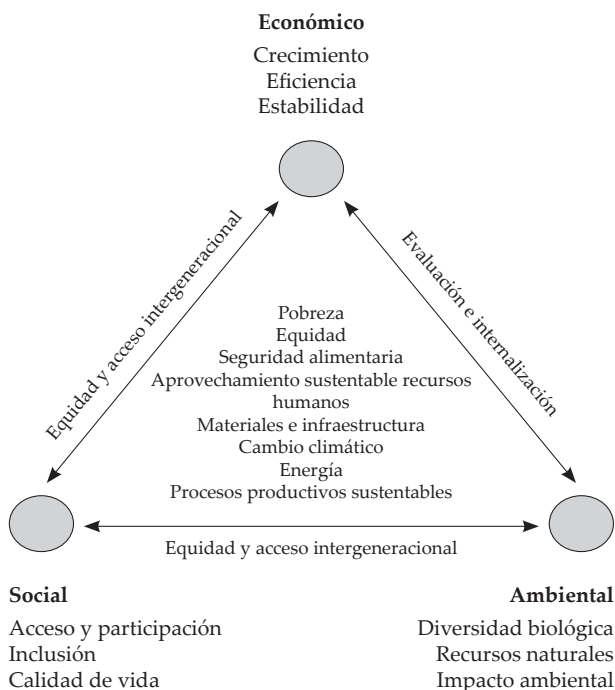 Económico
Crecimiento
Eficiencia
Estabilidad
Equidad y acceso intergeneracional
Evaluación e internalización
Pobreza
Equidad
Seguridad alimentaria
Aprovechamiento sustentable recursos
humanos
Materiales e infraestructura
Cambio climático
Energía
Procesos productivos sustentables
Equidad y acceso intergeneracional
Social
Acceso y participación
Inclusión
Calidad de vida
Ambiental
Diversidad biológica
Recursos naturales
Impacto ambiental